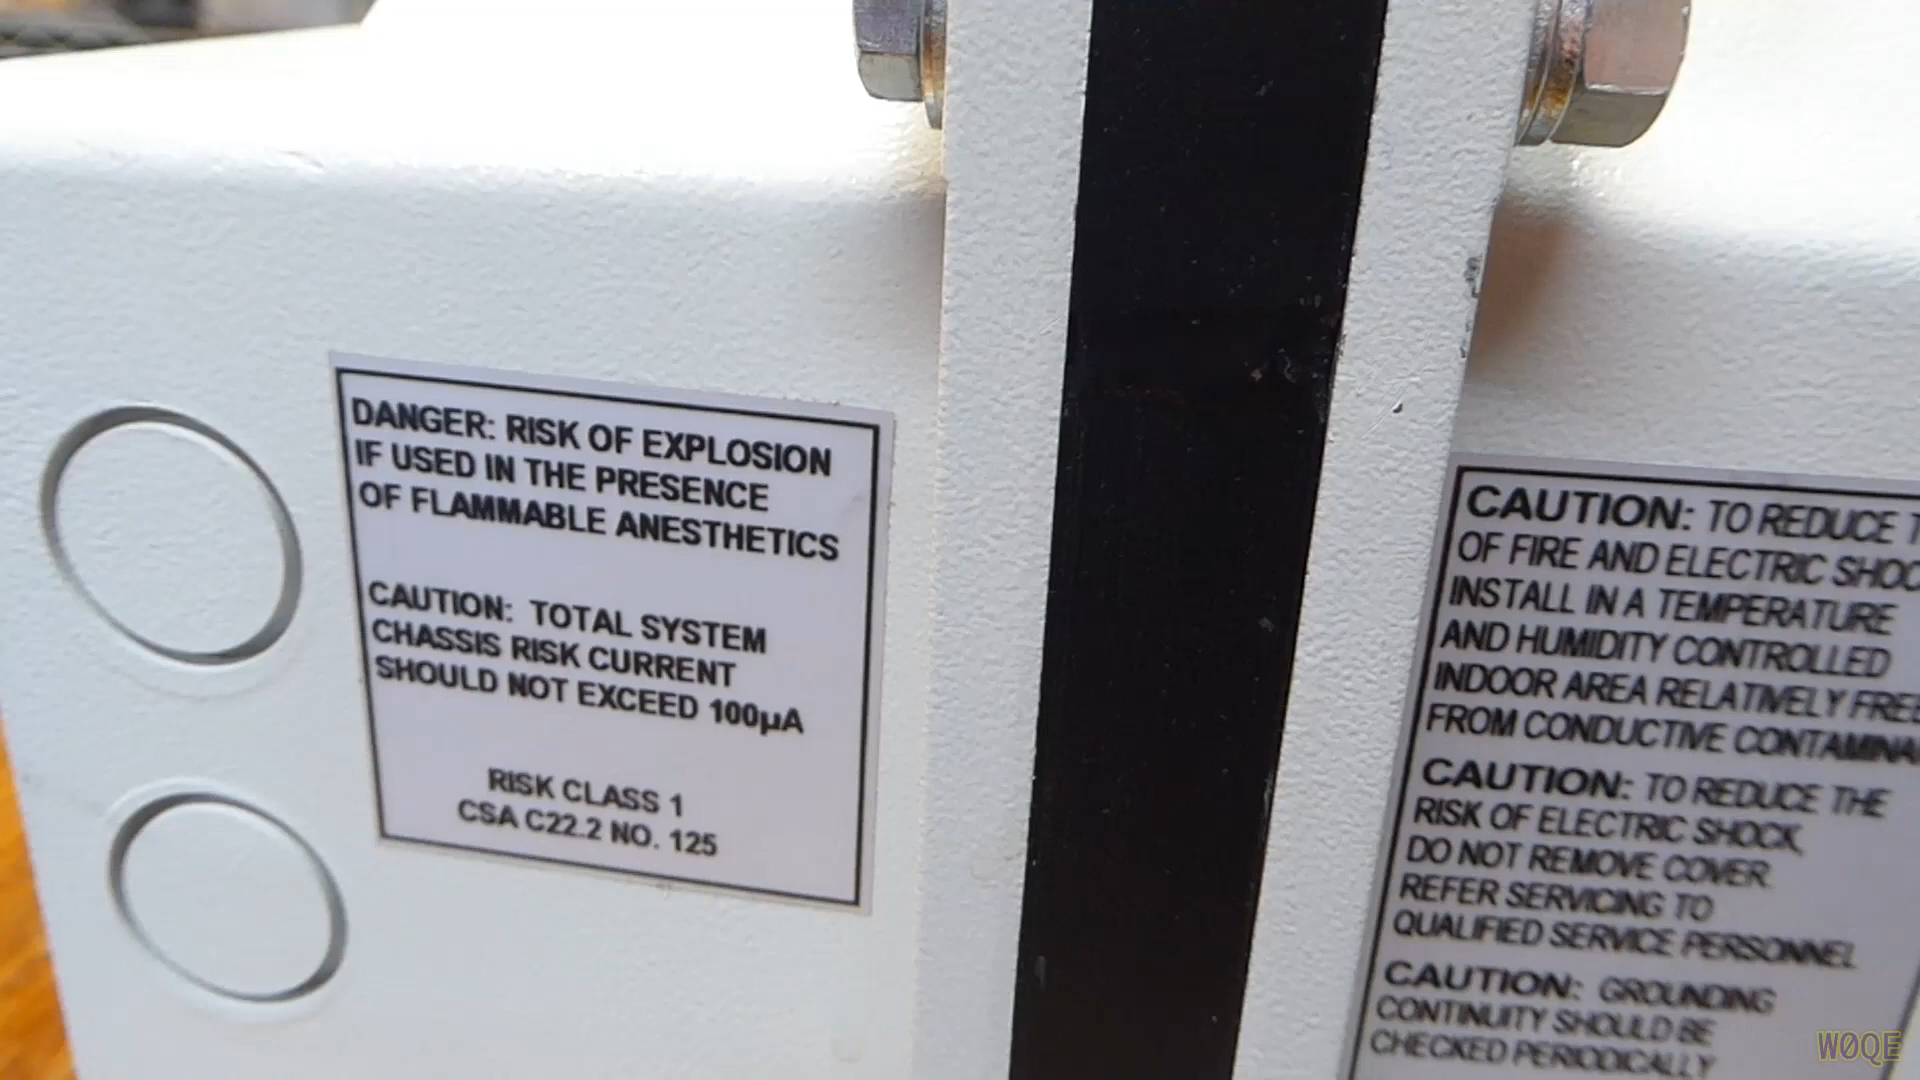 DANGER: RISK OF EXPLOSION
IF USED IN THE PRESENCE
OF FLAMMABLE ANESTHETICS
CAUTION: TOTAL SYSTEM
CHASSIS RISK CURRENT
SHOULD NOT EXCEED 100µA
RISK CLASS 1
CSA C22.2 NO. 125
CAUTION: TO REDUCE
OF FIRE AND ELECTRIC
INSTALL IN A TEMPERATURE
AND HUMIDITY CONTROLLED
INDOOR AREA RELATIVELY FREE
FROM CONDUCTIVE
CAUTION: TO REDUCE THE
RISK OF ELECTRIC SHOCK,
DO NOT REMOVE COVER.
REFER SERVICING TO
QUALIFIED SERVICE PERSONNEL
CAUTION: GROUNDING
CONTINUITY SHOULD BE
CHECKED PERIODICALLY
W0QE